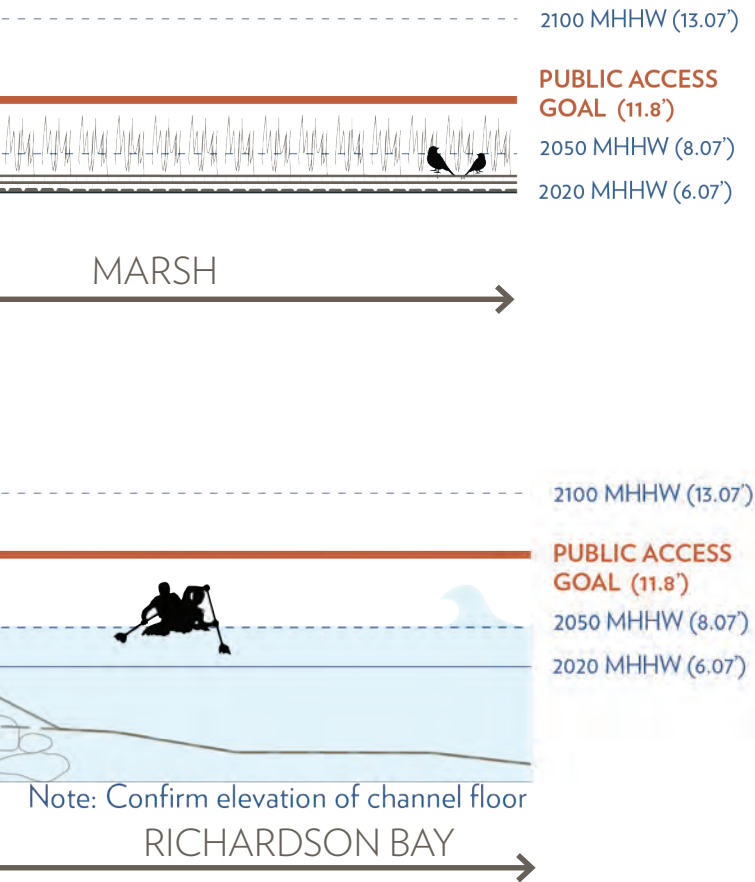 2100 MHHW (13.07')
PUBLIC ACCESS
GOAL (11.8')
2050 MHHW (8.07')
2020 MHHW (6.07')
MARSH
2100 MHHW (13.07')
PUBLIC ACCESS
GOAL (11.8')
2050 MHHW (8.07')
2020 MHHW (6.07')
Note: Confirm elevation of channel floor
RICHARDSON BAY